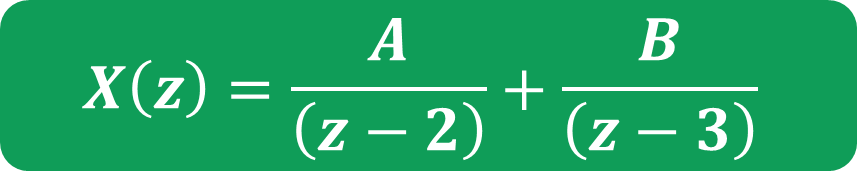 X(z) = A/(z − 2) + B/(z − 3)